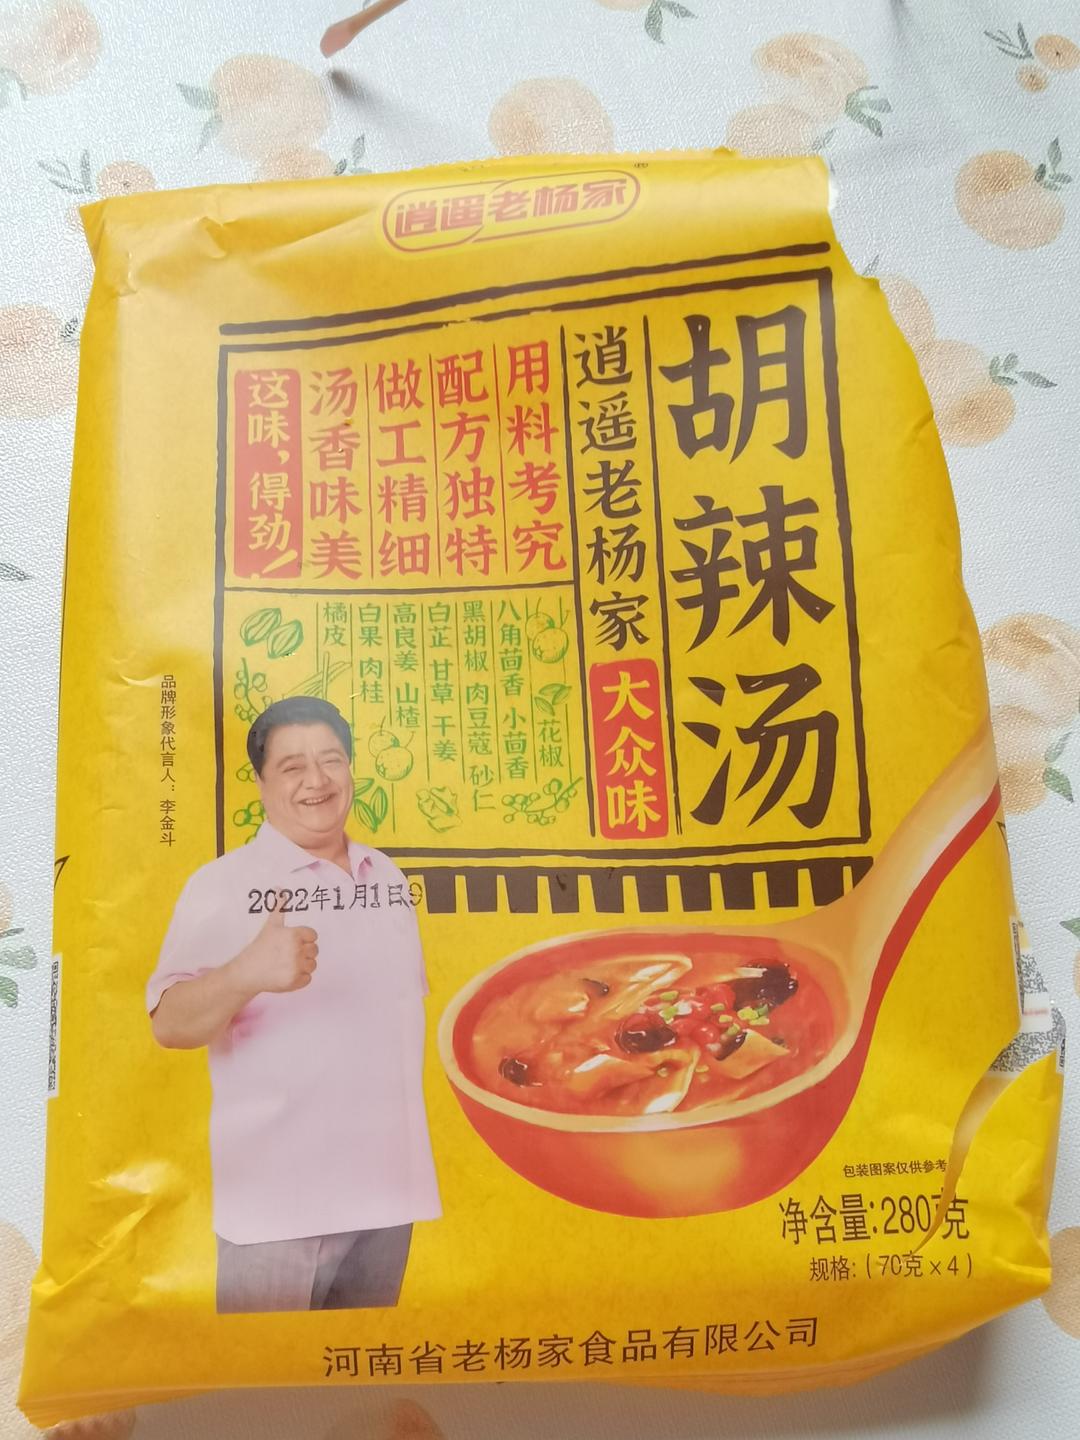 逍遥老杨家
胡辣汤
逍遥老杨家
大众味
用料考究
配方独特
做工精细
汤香味美
这味，得劲！
花椒
八角茴香 小茴香
黑胡椒 肉豆蔻 砂仁
白芷 甘草 干姜
高良姜 山楂
白果 肉桂
橘皮
品牌形象代言人：李金斗
2022年1月1日9
包装图案仅供参考
净含量:280克
规格:(70克×4)
河南省老杨家食品有限公司